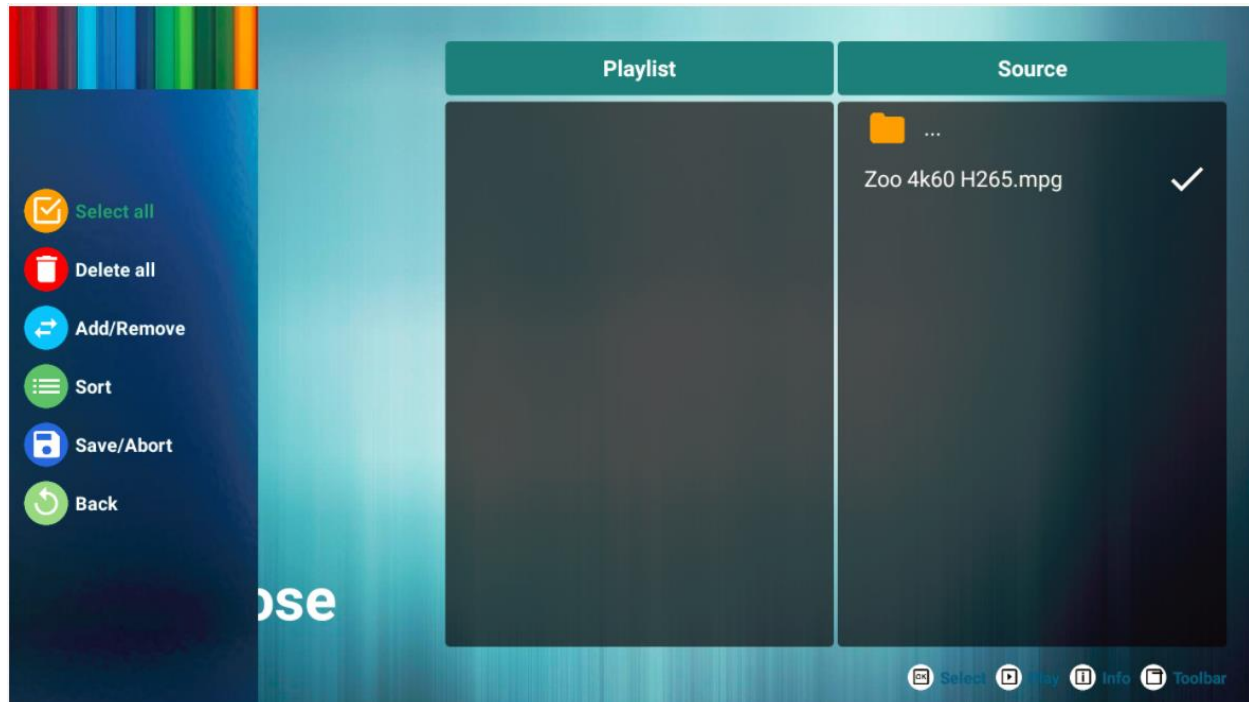 Playlist
Source
...
Zoo 4k60 H265.mpg
Select all
Delete all
Add/Remove
Sort
Save/Abort
Back
ose
OK Select Play Info Toolbar